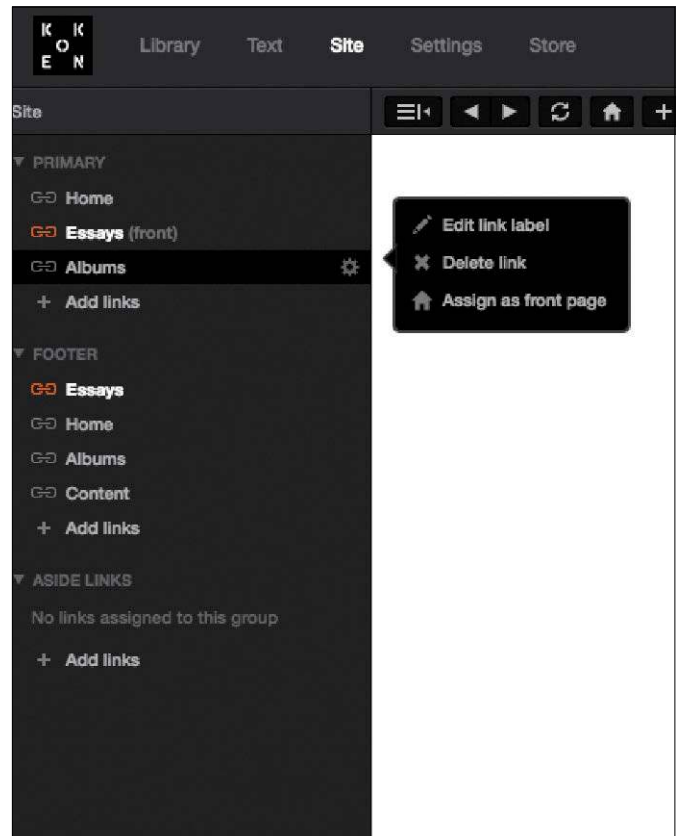 K K
O
E N
Library Text Site Settings Store
Site
PRIMARY
Home
Essays (front)
Albums
Add links
FOOTER
Essays
Home
Albums
Content
Add links
ASIDE LINKS
No links assigned to this group
Add links
Edit link label
Delete link
Assign as front page